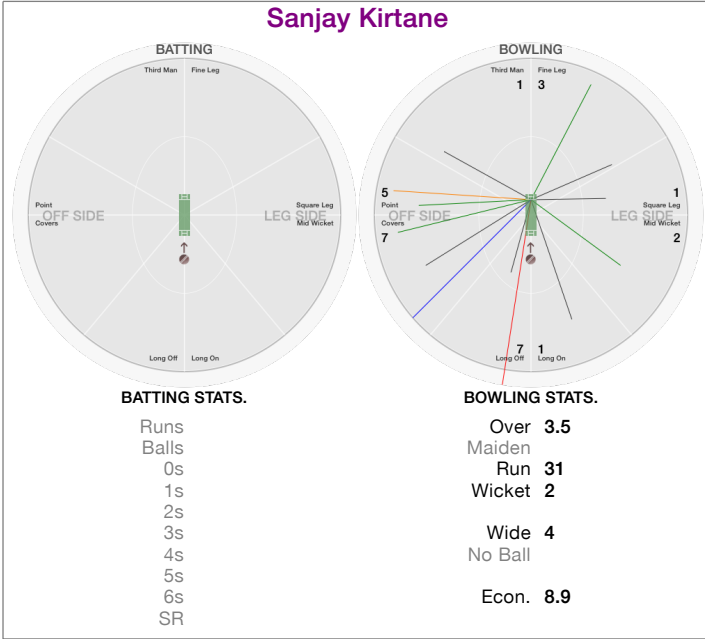 Sanjay Kirtane
BATTING
Third Man Fine Leg
Point
OFF SIDE
Covers
Square Leg
LEG SIDE
Mid Wicket
Long Off Long On
BOWLING
Third Man Fine Leg
1 3
5
Point
OFF SIDE
Covers
7
1
Square Leg
LEG SIDE
Mid Wicket
2
7 1
Long Off Long On
BATTING STATS.
Runs
Balls
0s
1s
2s
3s
4s
5s
6s
SR
BOWLING STATS.
Over 3.5
Maiden
Run 31
Wicket 2
Wide 4
No Ball
Econ. 8.9